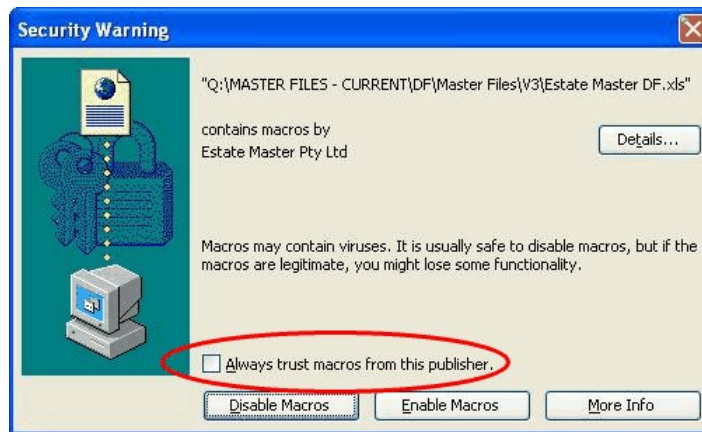 Security Warning
"Q:\MASTER FILES - CURRENT\DF\Master Files\V3\Estate Master DF.xls"
contains macros by
Estate Master Pty Ltd
Details...
Macros may contain viruses. It is usually safe to disable macros, but if the
macros are legitimate, you might lose some functionality.
Always trust macros from this publisher.
Disable Macros
Enable Macros
More Info